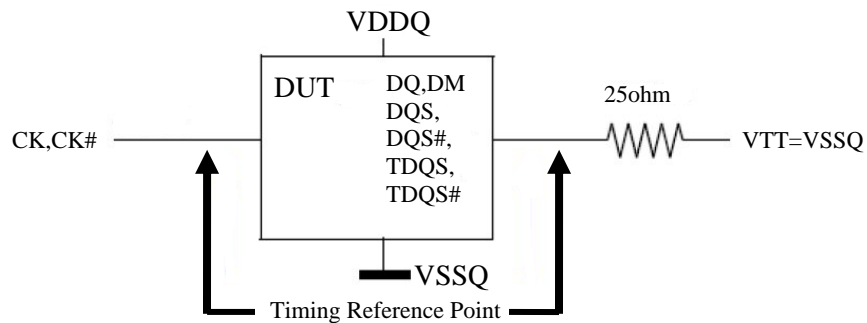 VDDQ
DUT
DQ,DM
DQS,
DQS#,
TDQS,
TDQS#
25ohm
CK,CK#
VTT=VSSQ
VSSQ
Timing Reference Point